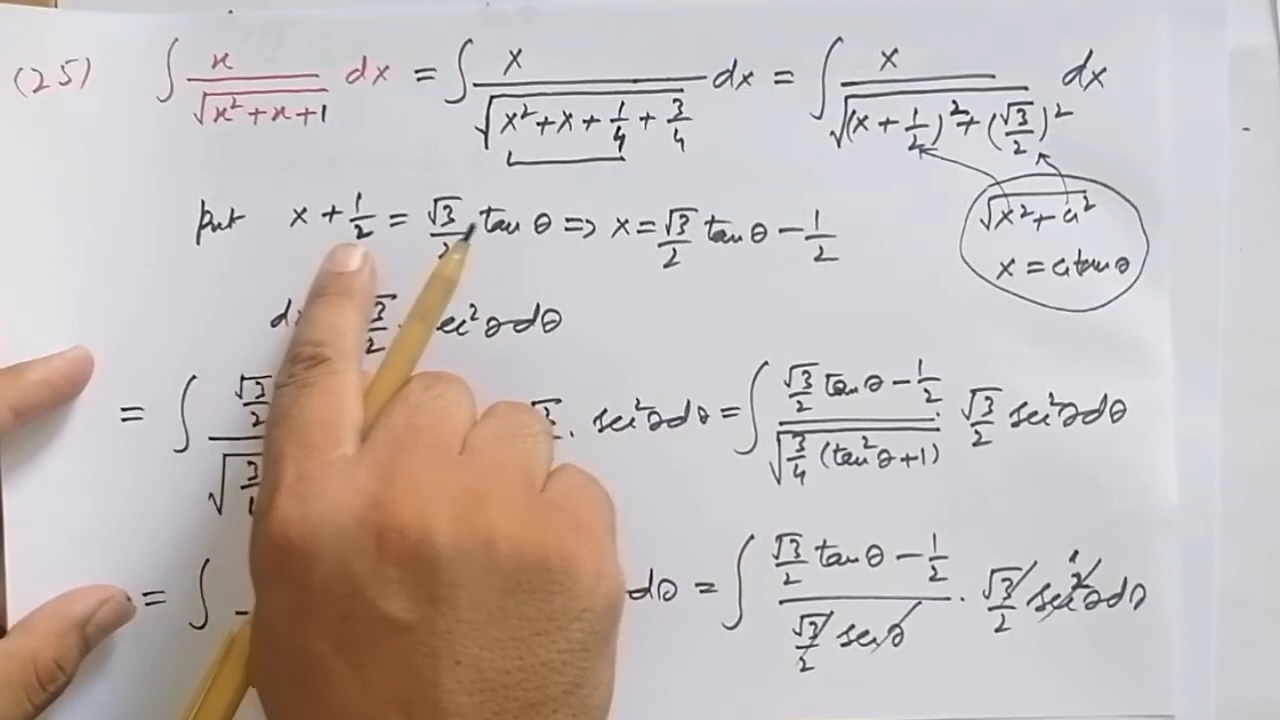 (25) ∫ x/√(x²+x+1) dx = ∫ x/√(x²+x+1/4+3/4) dx = ∫ x/√((x+1/2)²+(√3/2)²) dx
Put x + 1/2 = √3/2 tan θ ⇒ x = √3/2 tan θ − 1/2
√(x²+a²)
x = a tan θ
sec²θ dθ
= ∫ √3/2 . sec²θ dθ = ∫ (√3/2 tan θ − 1/2)/√(3/4 (tan²θ+1)) √3/2 sec²θ dθ
= ∫ dθ = ∫ (√3/2 tan θ − 1/2)/(√3/2 sec θ) . √3/2 sec²θ dθ